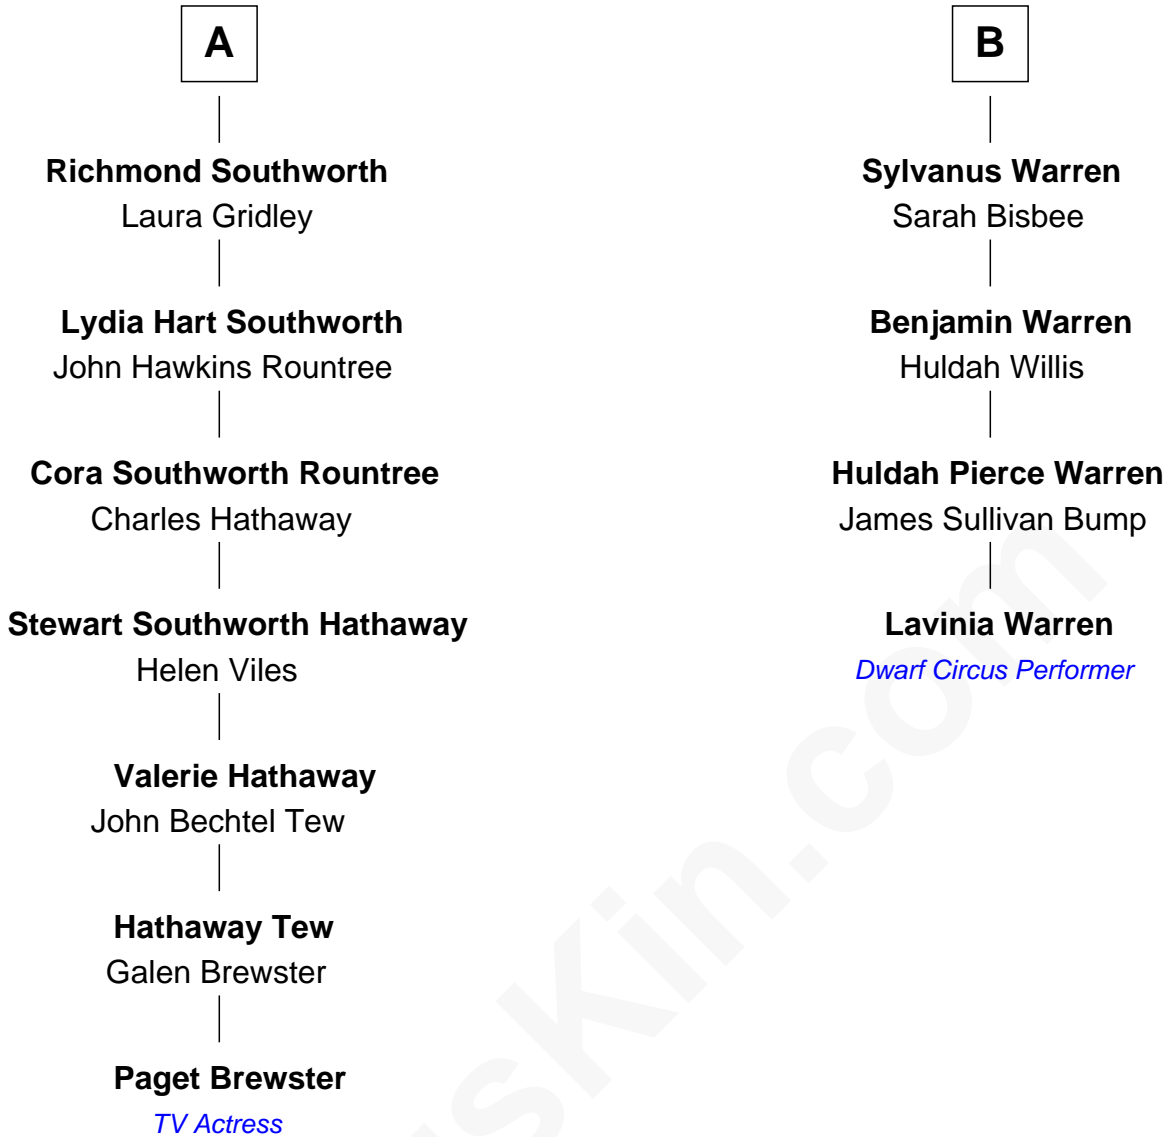 A
Richmond Southworth
Laura Gridley
Lydia Hart Southworth
John Hawkins Rountree
Cora Southworth Rountree
Charles Hathaway
Stewart Southworth Hathaway
Helen Viles
Valerie Hathaway
John Bechtel Tew
Hathaway Tew
Galen Brewster
Paget Brewster
TV Actress
B
Sylvanus Warren
Sarah Bisbee
Benjamin Warren
Huldah Willis
Huldah Pierce Warren
James Sullivan Bump
Lavinia Warren
Dwarf Circus Performer
sKin.com